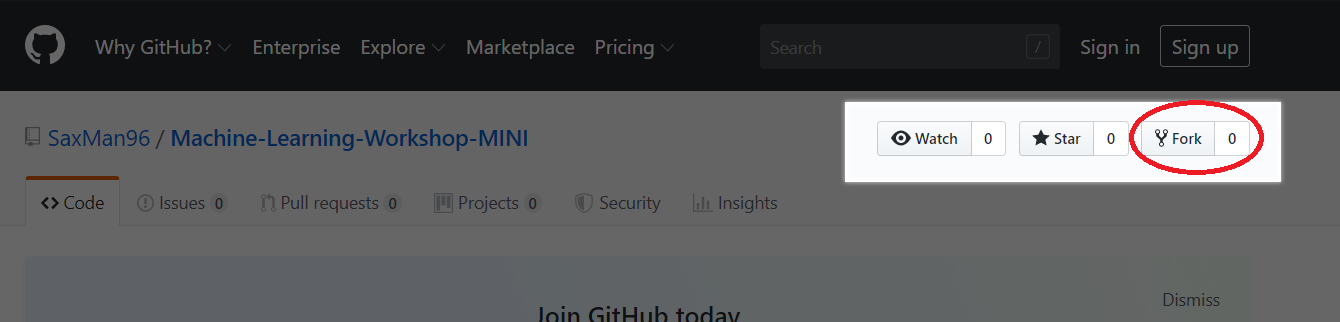 Why GitHub? Enterprise Explore Marketplace Pricing Search / Sign in Sign up
SaxMan96 / Machine-Learning-Workshop-MINI Watch 0 Star 0 Fork 0
Code Issues 0 Pull requests 0 Projects 0 Security Insights
Dismiss
Join GitHub today